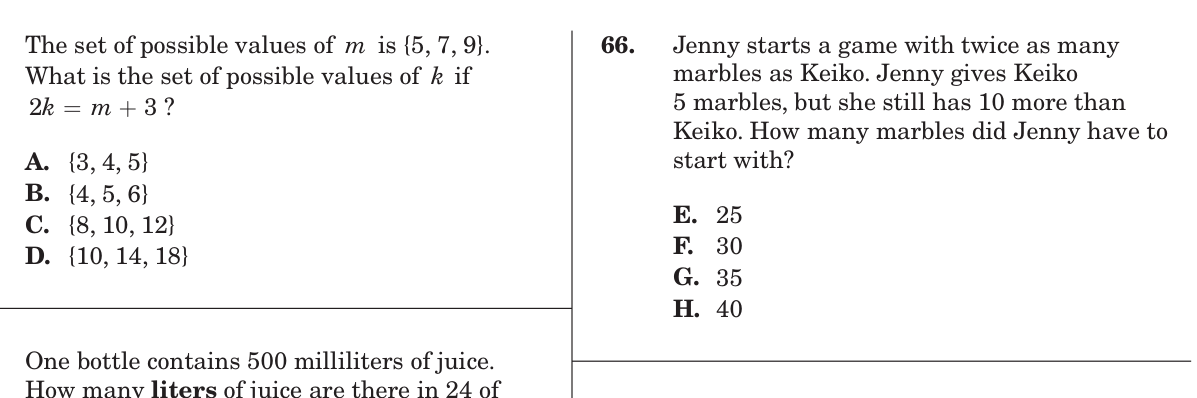 The set of possible values of m is {5, 7, 9}.
What is the set of possible values of k if
2k = m + 3 ?
A. {3, 4, 5}
B. {4, 5, 6}
C. {8, 10, 12}
D. {10, 14, 18}
One bottle contains 500 milliliters of juice.
How many liters of juice are there in 24 of
66. Jenny starts a game with twice as many
marbles as Keiko. Jenny gives Keiko
5 marbles, but she still has 10 more than
Keiko. How many marbles did Jenny have to
start with?
E. 25
F. 30
G. 35
H. 40